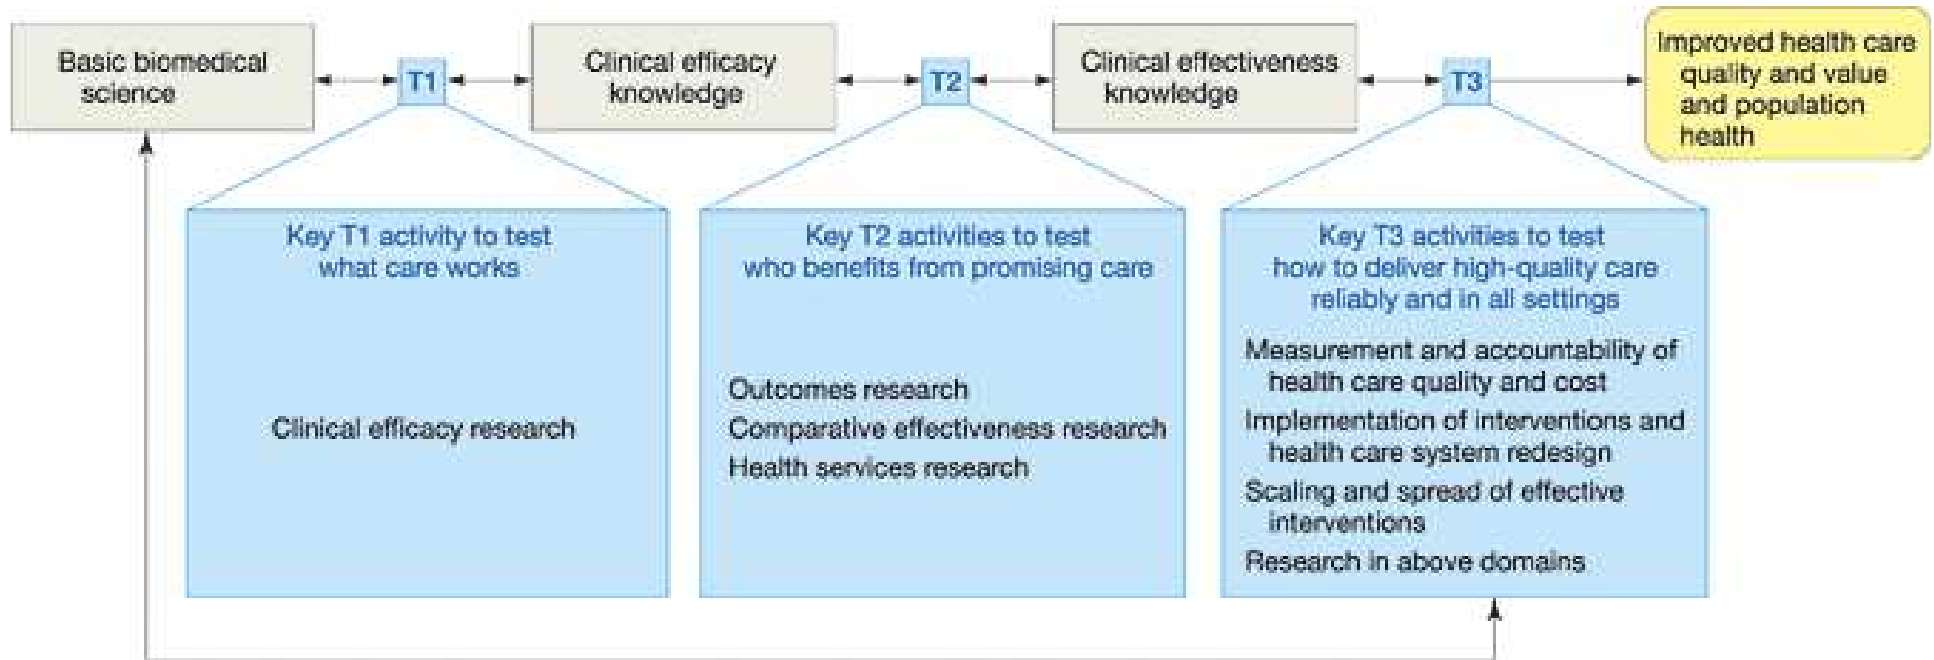 Basic biomedical
science
T1
Clinical efficacy
knowledge
T2
Clinical effectiveness
knowledge
T3
Improved health care
quality and value
and population
health
Key T1 activity to test
what care works
Clinical efficacy research
Key T2 activities to test
who benefits from promising care
Outcomes research
Comparative effectiveness research
Health services research
Key T3 activities to test
how to deliver high-quality care
reliably and in all settings
Measurement and accountability of
health care quality and cost
Implementation of interventions and
health care system redesign
Scaling and spread of effective
interventions
Research in above domains